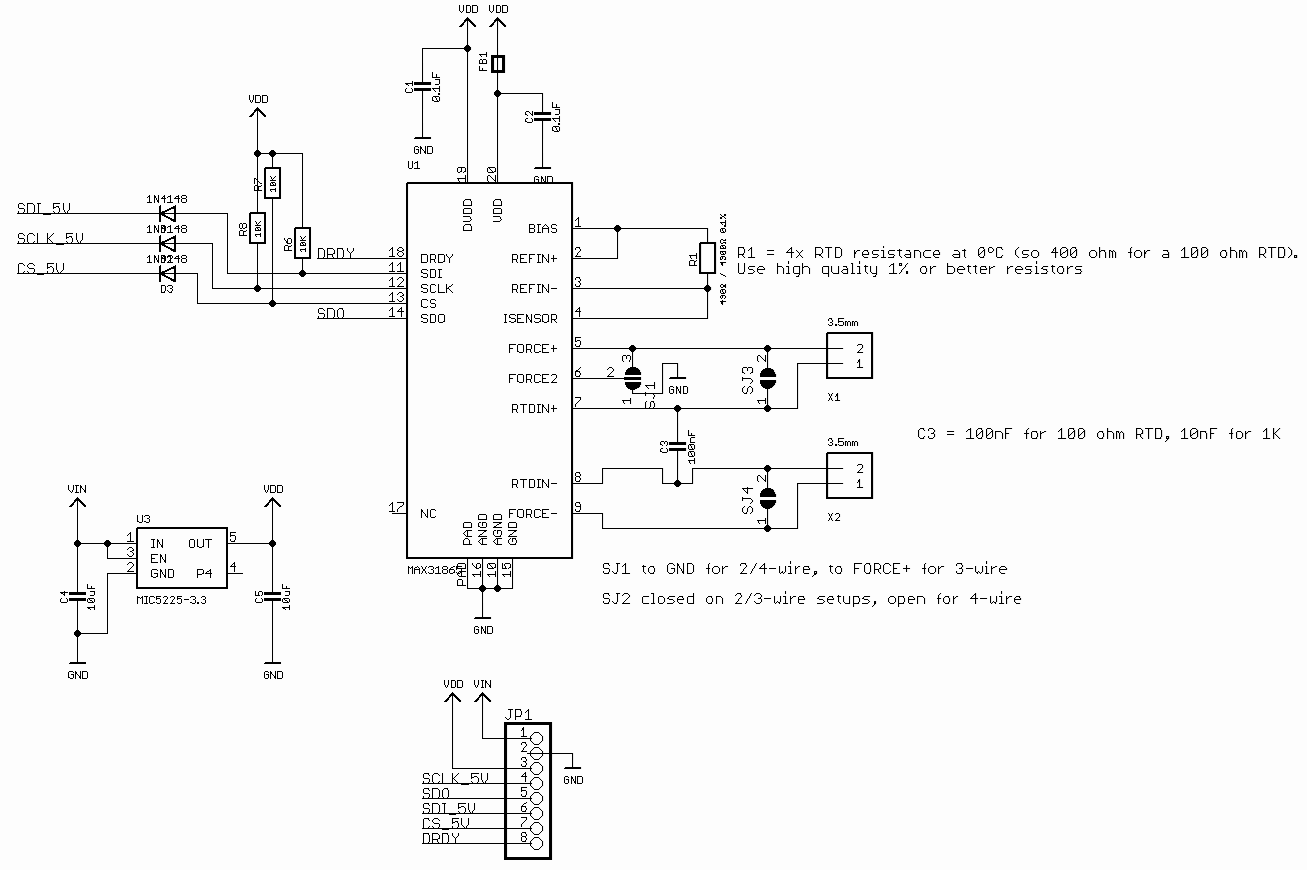 VDD VDD
FB1
C1
0.1uF
C2
0.1uF
GND
GND
U1
VDD
R7
10K
R8
10K
R6
10K
1N4148
SDI_5V
SCLK_5V
CS_5V
D3
DRDY
SDO
19 20
DVDD VDD
18 DRDY
11 SDI
12 SCLK
13 CS
14 SDO
17 NC
BIAS 1
REFIN+ 2
REFIN- 3
ISENSOR 4
FORCE+ 5
FORCE2 6
RTDIN+ 7
RTDIN- 8
FORCE- 9
PAD ANGD AGND GND
PAD 16 10 15
GND
R1
430Ω / 4300Ω 0.1%
R1 = 4x RTD resistance at 0°C (so 400 ohm for a 100 ohm RTD).
Use high quality 1% or better resistors
3
2
1
SJ1
GND
2
SJ3
1
3.5mm
2
1
X1
C3
100nF
C3 = 100nF for 100 ohm RTD, 10nF for 1K
2
SJ4
1
3.5mm
2
1
X2
SJ1 to GND for 2/4-wire, to FORCE+ for 3-wire
SJ2 closed on 2/3-wire setups, open for 4-wire
VIN
VDD
U3
1 IN OUT 5
3 EN
2 GND P4 4
MIC5225-3.3
C4
10uF
C5
10uF
GND
GND
VDD VIN
JP1
1
2
3
GND
SCLK_5V 4
SDO 5
SDI_5V 6
CS_5V 7
DRDY 8